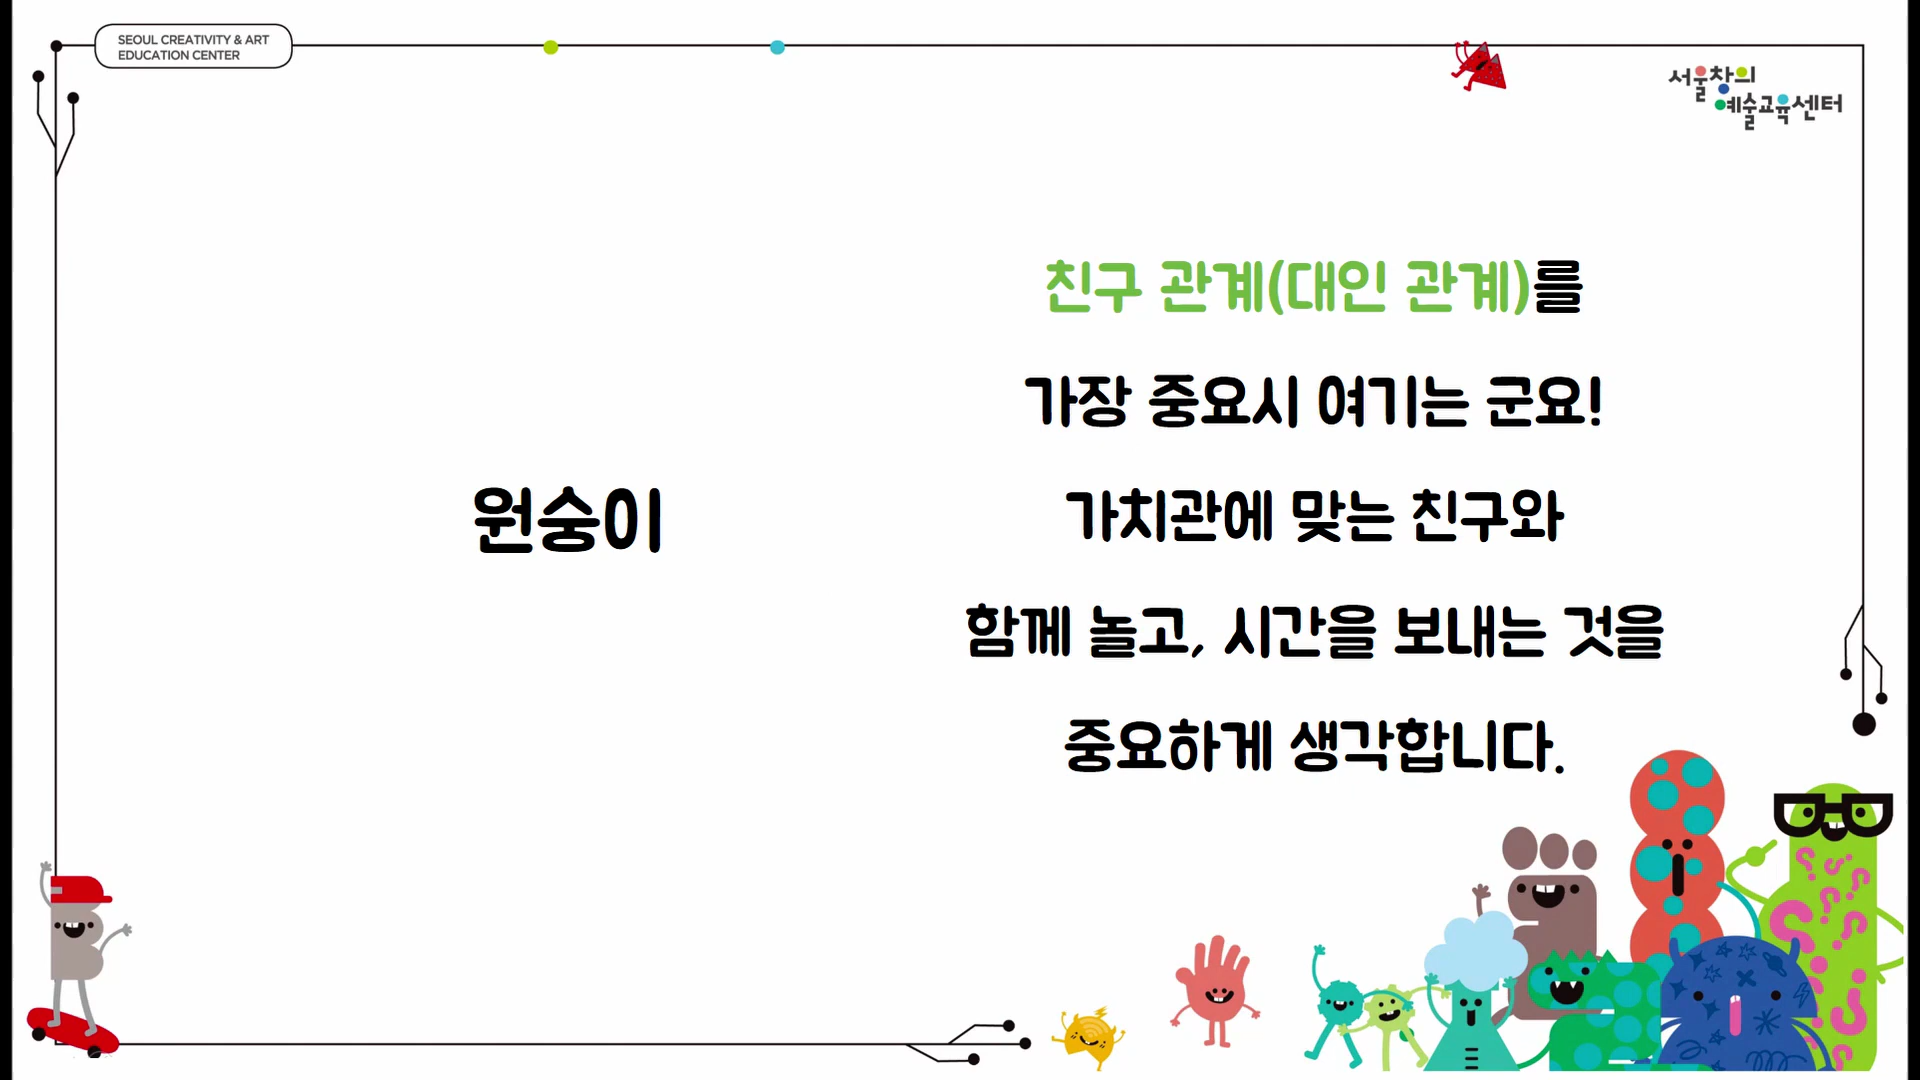 SEOUL CREATIVITY & ART
EDUCATION CENTER
서울창의
예술교육센터
원숭이
친구 관계(대인 관계)를
가장 중요시 여기는 군요!
가치관에 맞는 친구와
함께 놀고, 시간을 보내는 것을
중요하게 생각합니다.